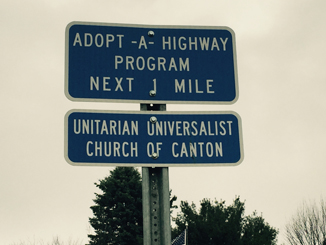 ADOPT -A- HIGHWAY
PROGRAM
NEXT 1 MILE
UNITARIAN UNIVERSALIST
CHURCH OF CANTON